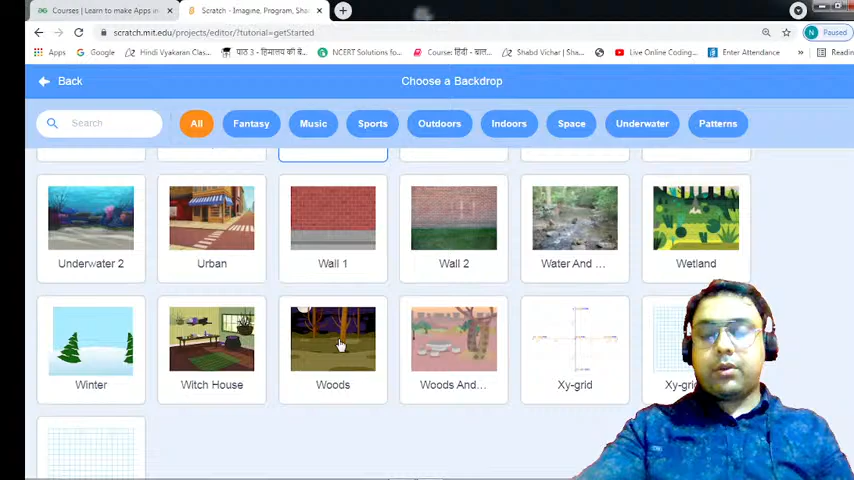 Courses | Learn to make Apps in
Scratch - Imagine, Program, Sha
scratch.mit.edu/projects/editor/?tutorial=getStarted
Paused
Apps
Google
Hindi Vyakaran Clas...
पाठ 3 - हिमालय की बे...
NCERT Solutions fo...
Course: हिंदी - बाल...
Shabd Vichar | Sha...
Live Online Coding...
Enter Attendance
Readin
Back
Choose a Backdrop
Search
All
Fantasy
Music
Sports
Outdoors
Indoors
Space
Underwater
Patterns
Underwater 2
Urban
Wall 1
Wall 2
Water And ...
Wetland
Winter
Witch House
Woods
Woods And...
Xy-grid
Xy-gri